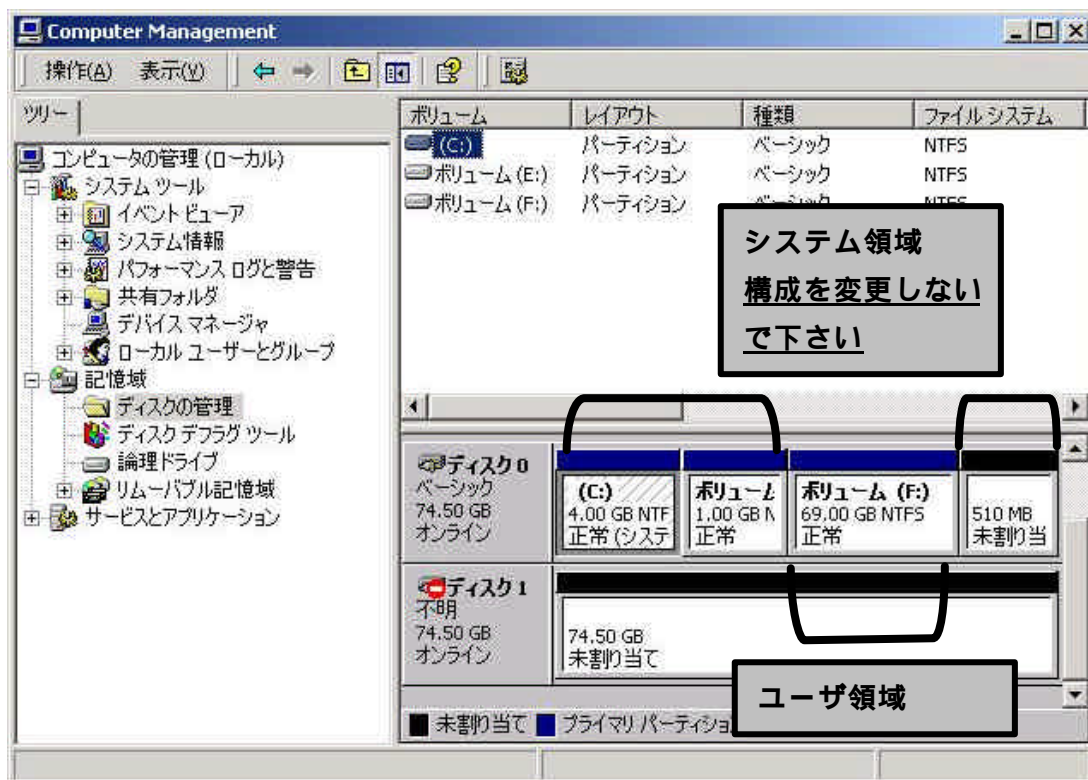 Computer Management
操作(A) 表示(V)
ツリー
コンピュータの管理 (ローカル)
システム ツール
イベント ビューア
システム情報
パフォーマンス ログと警告
共有フォルダ
デバイス マネージャ
ローカル ユーザーとグループ
記憶域
ディスクの管理
ディスク デフラグ ツール
論理ドライブ
リムーバブル記憶域
サービスとアプリケーション
ボリューム レイアウト 種類 ファイル システム
(C:) パーティション ベーシック NTFS
ボリューム (E:) パーティション ベーシック NTFS
ボリューム (F:) パーティション ベーシック NTFS
システム領域
構成を変更しない
で下さい
ディスク 0
ベーシック
74.50 GB
オンライン
(C:)
4.00 GB NTF
正常 (システ
ボリューム
1.00 GB N
正常
ボリューム (F:)
69.00 GB NTFS
正常
510 MB
未割り当
ディスク 1
不明
74.50 GB
オンライン
74.50 GB
未割り当て
ユーザ領域
未割り当て プライマリ パーティショ